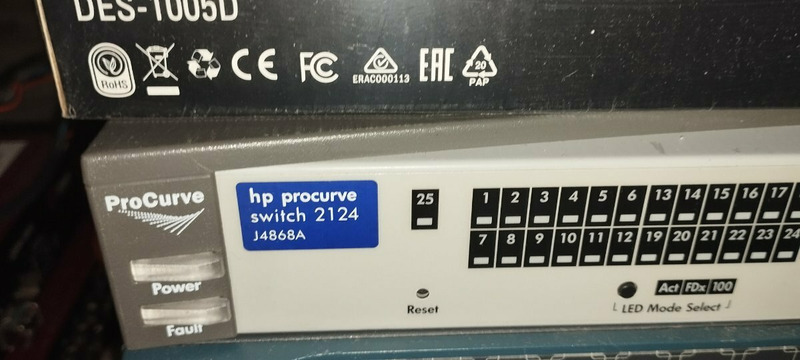 DES-1005D
RoHS
CE FC ERAC000113 EAC 20 PAP
ProCurve
hp procurve
switch 2124
J4868A
25
1 2 3 4 5 6 13 14 15 16 17
7 8 9 10 11 12 19 20 21 22 23 24
Power
Fault
Reset
Act FDx 100
LED Mode Select